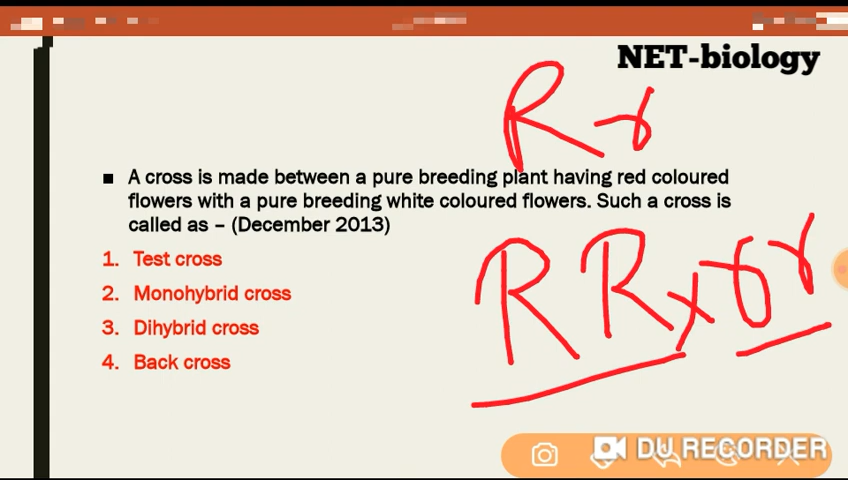 NET-biology
R r
■ A cross is made between a pure breeding plant having red coloured
flowers with a pure breeding white coloured flowers. Such a cross is
called as – (December 2013)
1. Test cross
2. Monohybrid cross
3. Dihybrid cross
4. Back cross
RR x rr
DU RECORDER